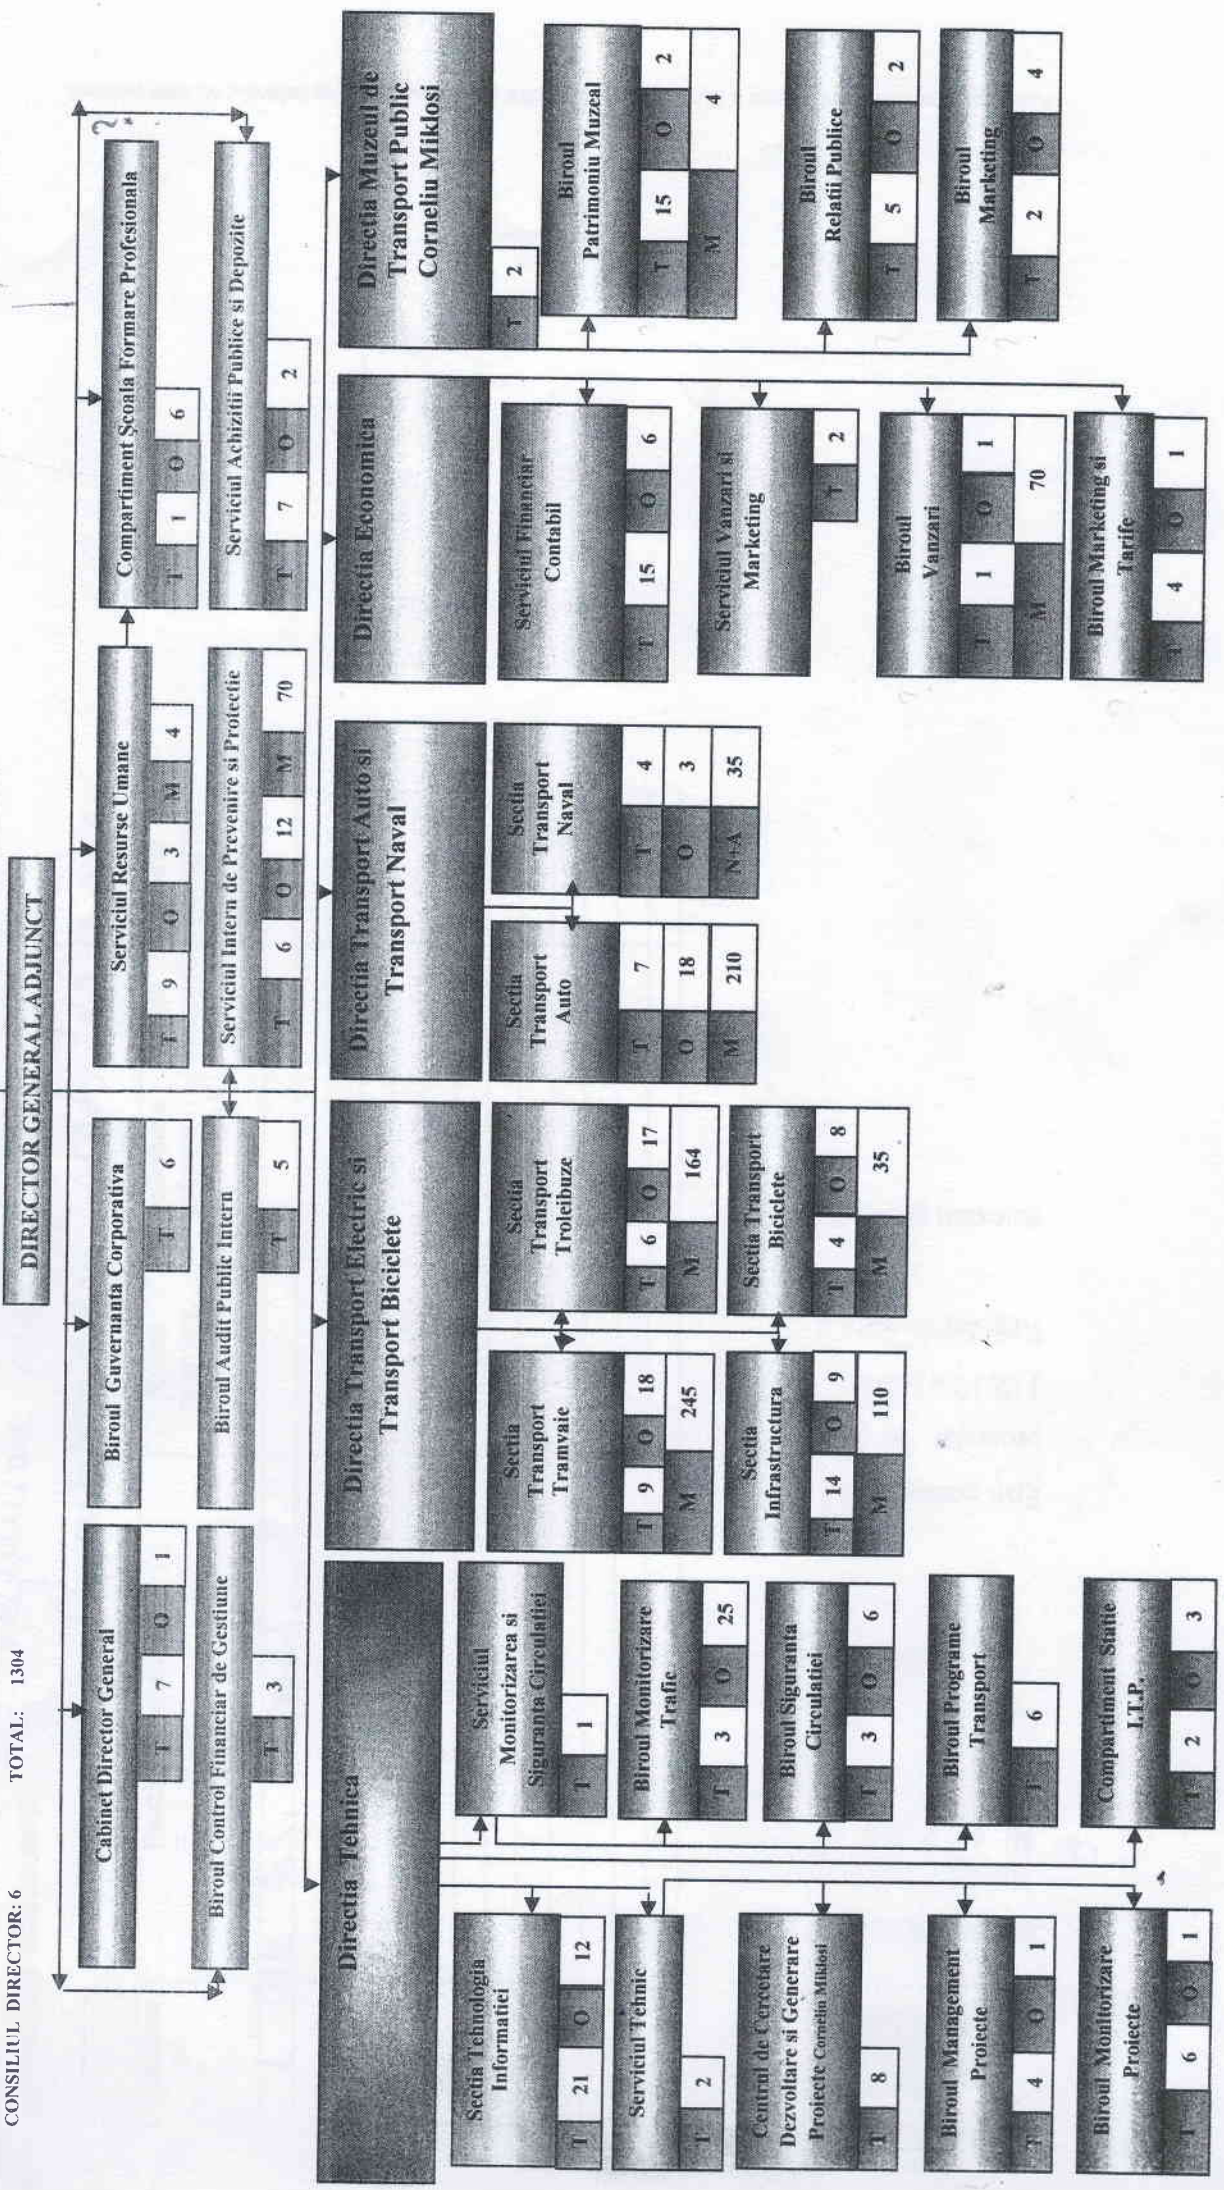 CONSILIUL DIRECTOR: 6 TOTAL: 1304
DIRECTOR GENERAL ADJUNCT
Cabinet Director General
T 7 O 1
Biroul Guvernanta Corporativa
T 6
Serviciul Resurse Umane
T 9 O 3 M 4
Compartiment Școala Formare Profesionala
T 1 O 6
Biroul Control Financiar de Gestiune
T 3
Biroul Audit Public Intern
T 5
Serviciul Intern de Prevenire si Protectie
T 6 O 12 M 70
Serviciul Achizitii Publice si Depozite
T 7 O 2
Directia Tehnica
Sectia Tehnologia
Informatiei
T 21 O 12
Serviciul Tehnic
T 2
Centrul de Cercetare
Dezvoltare si Generare
Proiecte Corneliu Miklosi
T 8
Biroul Management
Proiecte
T 4 O 1
Biroul Monitorizare
Proiecte
T 6 O 1
Serviciul
Monitorizarea si
Siguranta Circulatiei
T 1
Biroul Monitorizare
Trafic
T 3 O 25
Biroul Siguranta
Circulatiei
T 3 O 6
Biroul Programe
Transport
T 6
Compartiment Statie
I.T.P.
T 2 O 3
Directia Transport Electric si
Transport Biciclete
Sectia
Transport
Tramvaie
T 9 O 18
M 245
Sectia
Transport
Troleibuze
T 6 O 17
M 164
Sectia
Infrastructura
T 14 O 9
M 110
Sectia Transport
Biciclete
T 4 O 8
M 35
Directia Transport Auto si
Transport Naval
Sectia
Transport
Auto
T 7
O 18
M 210
Sectia
Transport
Naval
T 4
O 3
N+A 35
Directia Economica
Serviciul Financiar
Contabil
T 15 O 6
Serviciul Vanzari si
Marketing
T 2
Biroul
Vanzari
T 1 O 1
M 70
Biroul Marketing si
Tarife
T 4 O 1
Directia Muzeul de
Transport Public
Corneliu Miklosi
T 2
Biroul
Patrimoniu Muzeal
T 15 O 2
M 4
Biroul
Relatii Publice
T 5 O 2
Biroul
Marketing
T 2 O 4